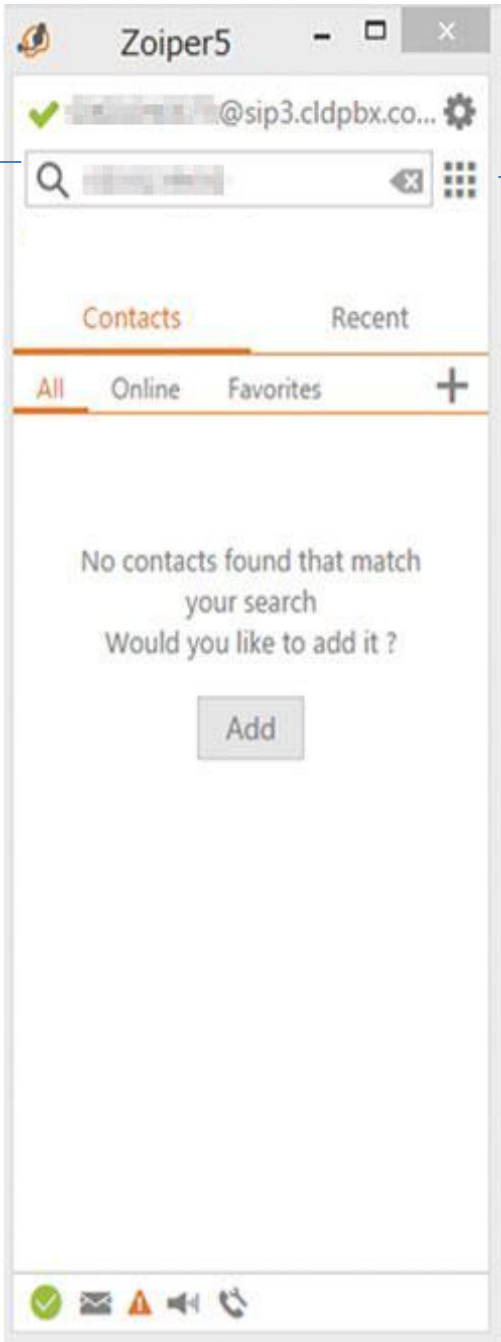 Zoiper5
@sip3.cldpbx.co...
Contacts Recent
All Online Favorites
No contacts found that match
your search
Would you like to add it ?
Add